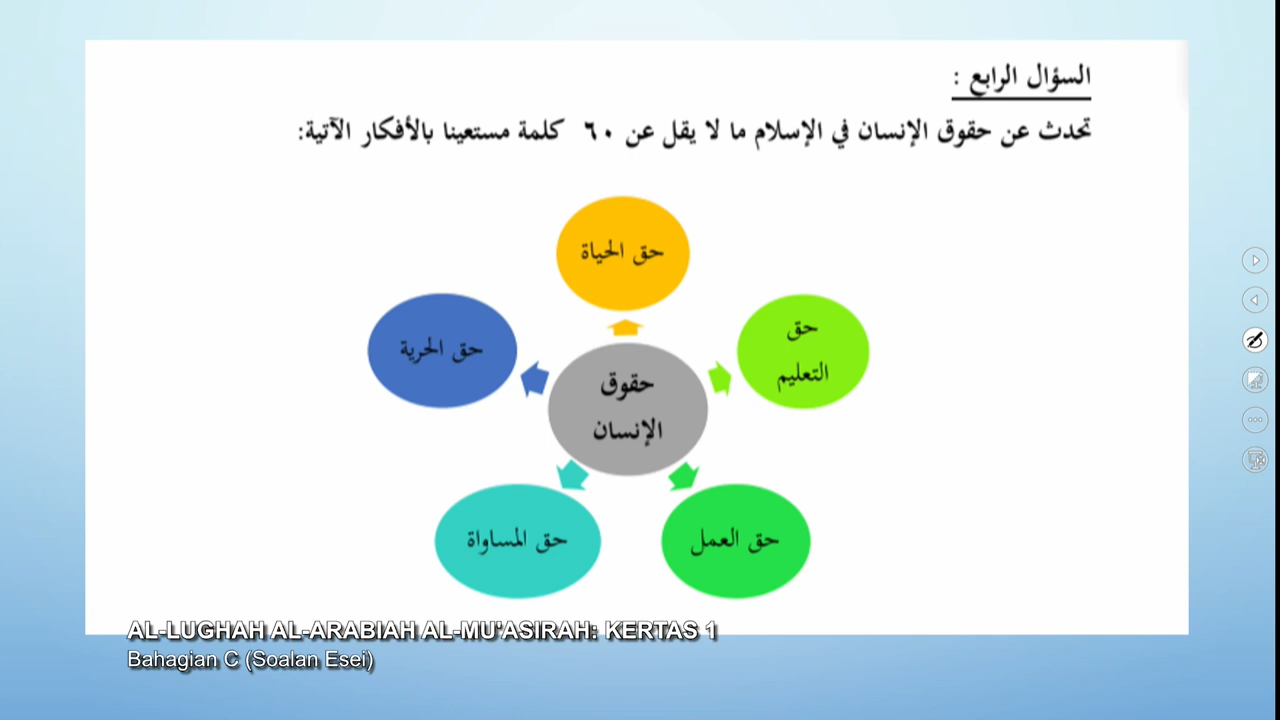 السؤال الرابع :
تحدث عن حقوق الإنسان في الإسلام ما لا يقل عن ٦٠ كلمة مستعينا بالأفكار الآتية:
حق الحياة
حق
التعليم
حق الحرية
حقوق
الإنسان
حق العمل
حق المساواة
AL-LUGHAH AL-ARABIAH AL-MU'ASIRAH: KERTAS 1
Bahagian C (Soalan Esei)